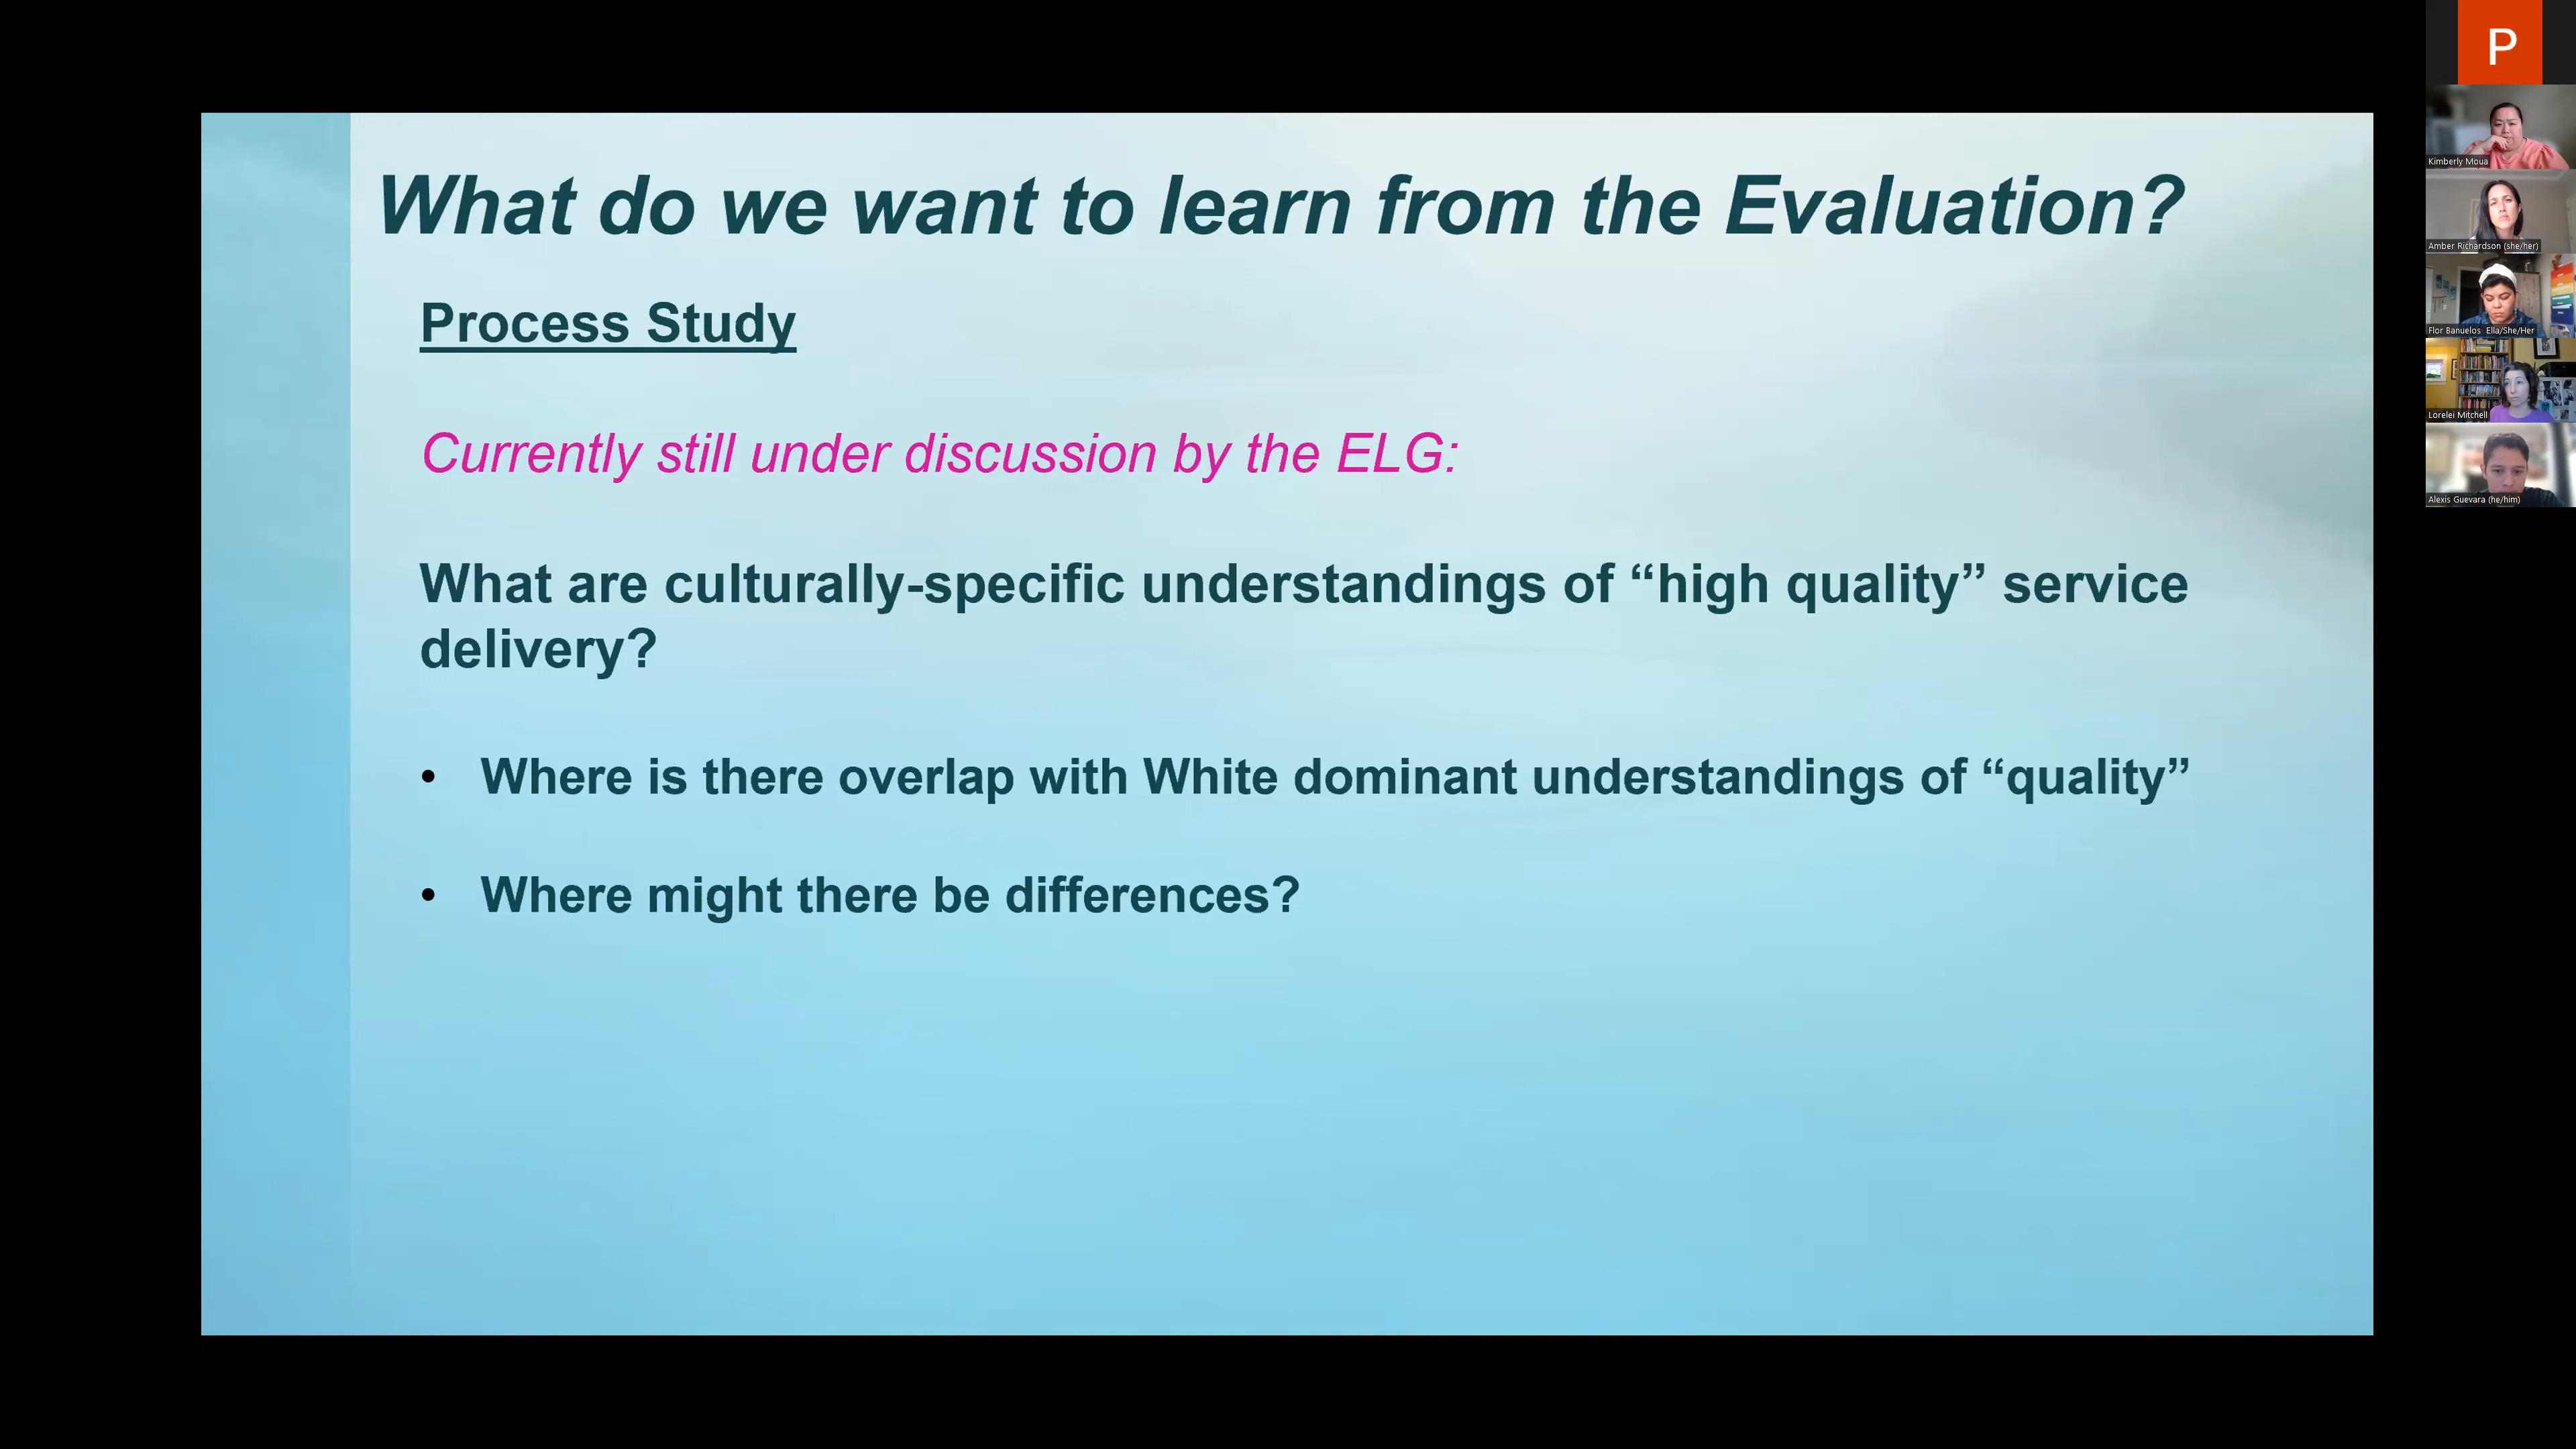 What do we want to learn from the Evaluation?
Process Study
Currently still under discussion by the ELG:
What are culturally-specific understandings of “high quality” service
delivery?
• Where is there overlap with White dominant understandings of “quality”
• Where might there be differences?
P
Kimberly Moua
Amber Richardson (she/her)
Flor Banuelos Ella/She/Her
Lorelei Mitchell
Alexis Guevara (he/him)